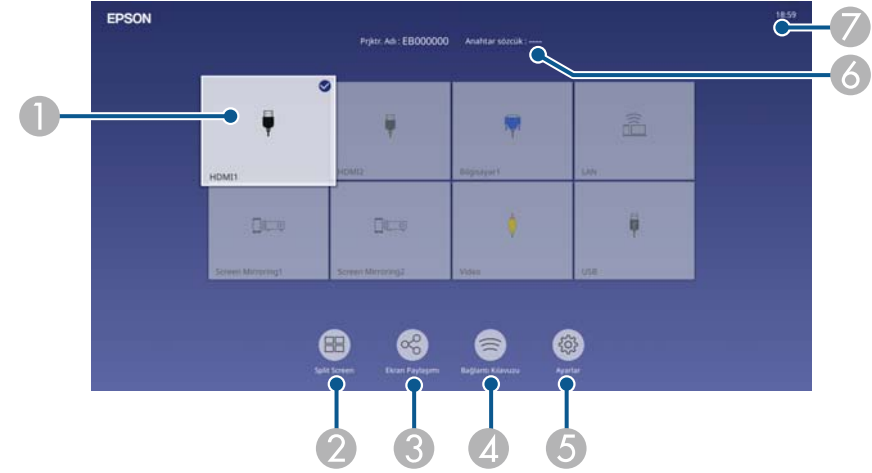 EPSON
18:59
7
Prjktr. Adı : EB000000 Anahtar sözcük : ----
6
1
HDMI1
HDMI2
Bilgisayar1
LAN
Screen Mirroring1
Screen Mirroring2
Video
USB
Split Screen
Ekran Paylaşımı
Bağlantı Kılavuzu
Ayarlar
2
3
4
5